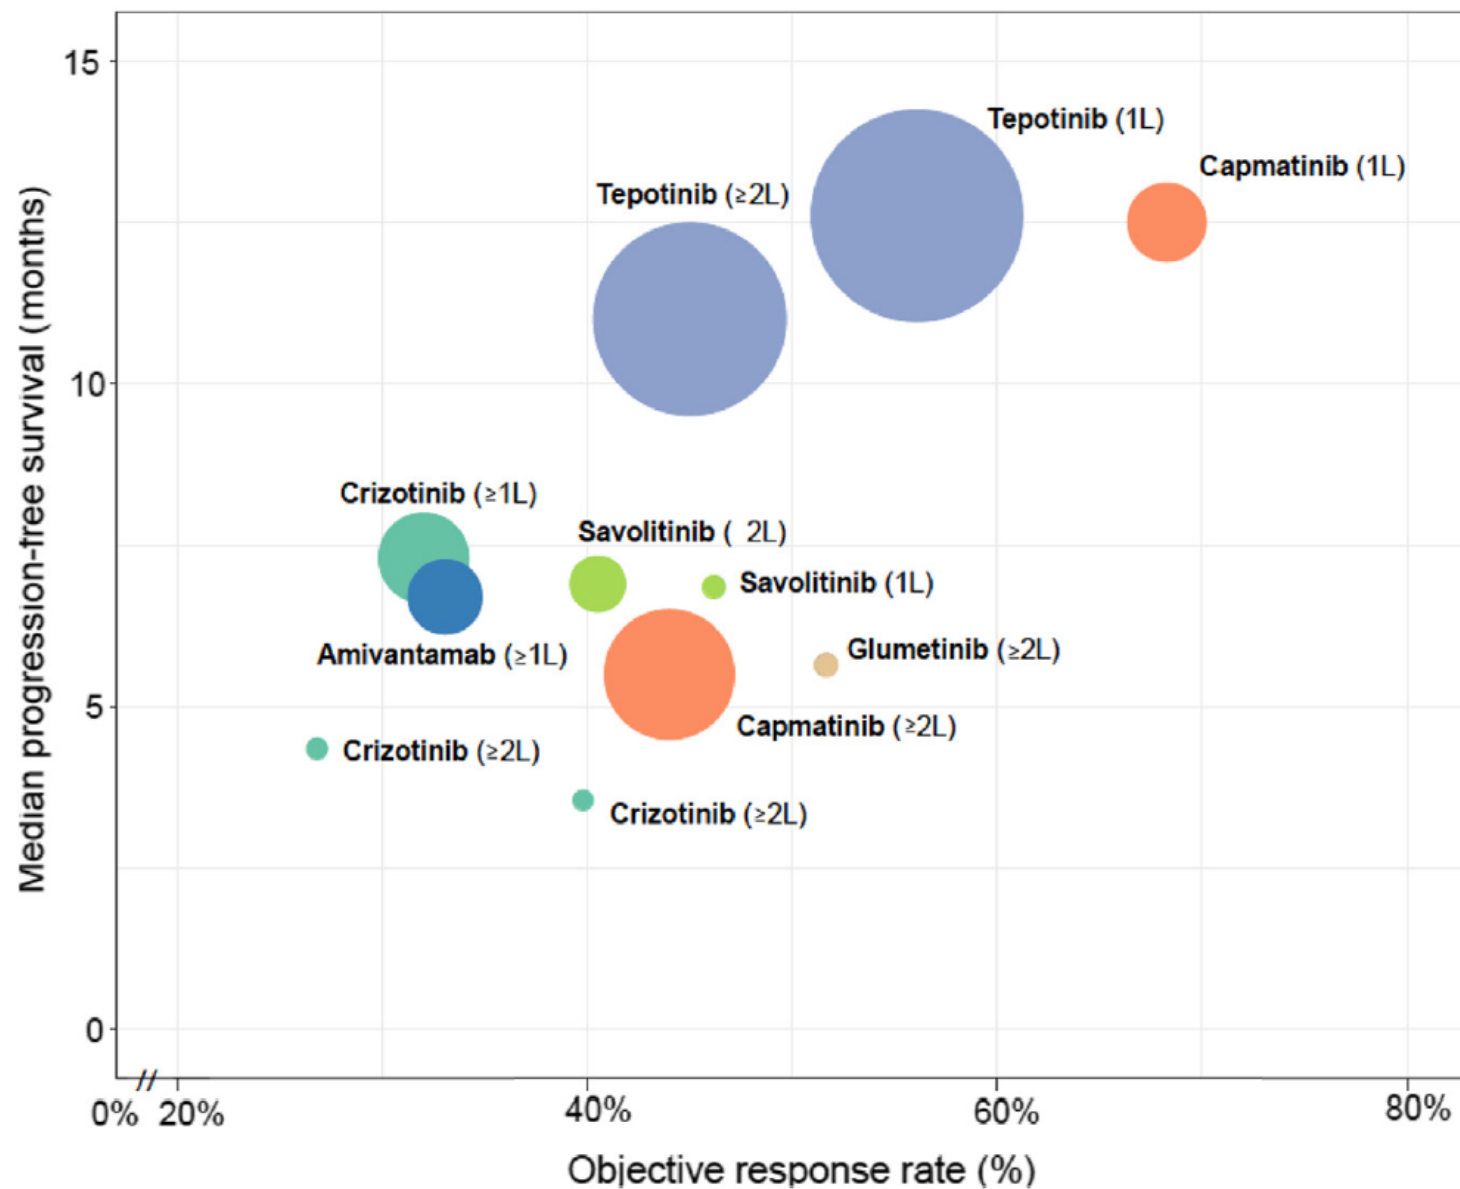 15
Tepotinib (1L)
Capmatinib (1L)
Tepotinib (≥2L)
10
Crizotinib (≥1L)
Savolitinib ( 2L)
Savolitinib (1L)
Glumetinib (≥2L)
Amivantamab (≥1L)
5
Capmatinib (≥2L)
Crizotinib (≥2L)
Crizotinib (≥2L)
0
Median progression-free survival (months)
0% // 20% 40% 60% 80%
Objective response rate (%)